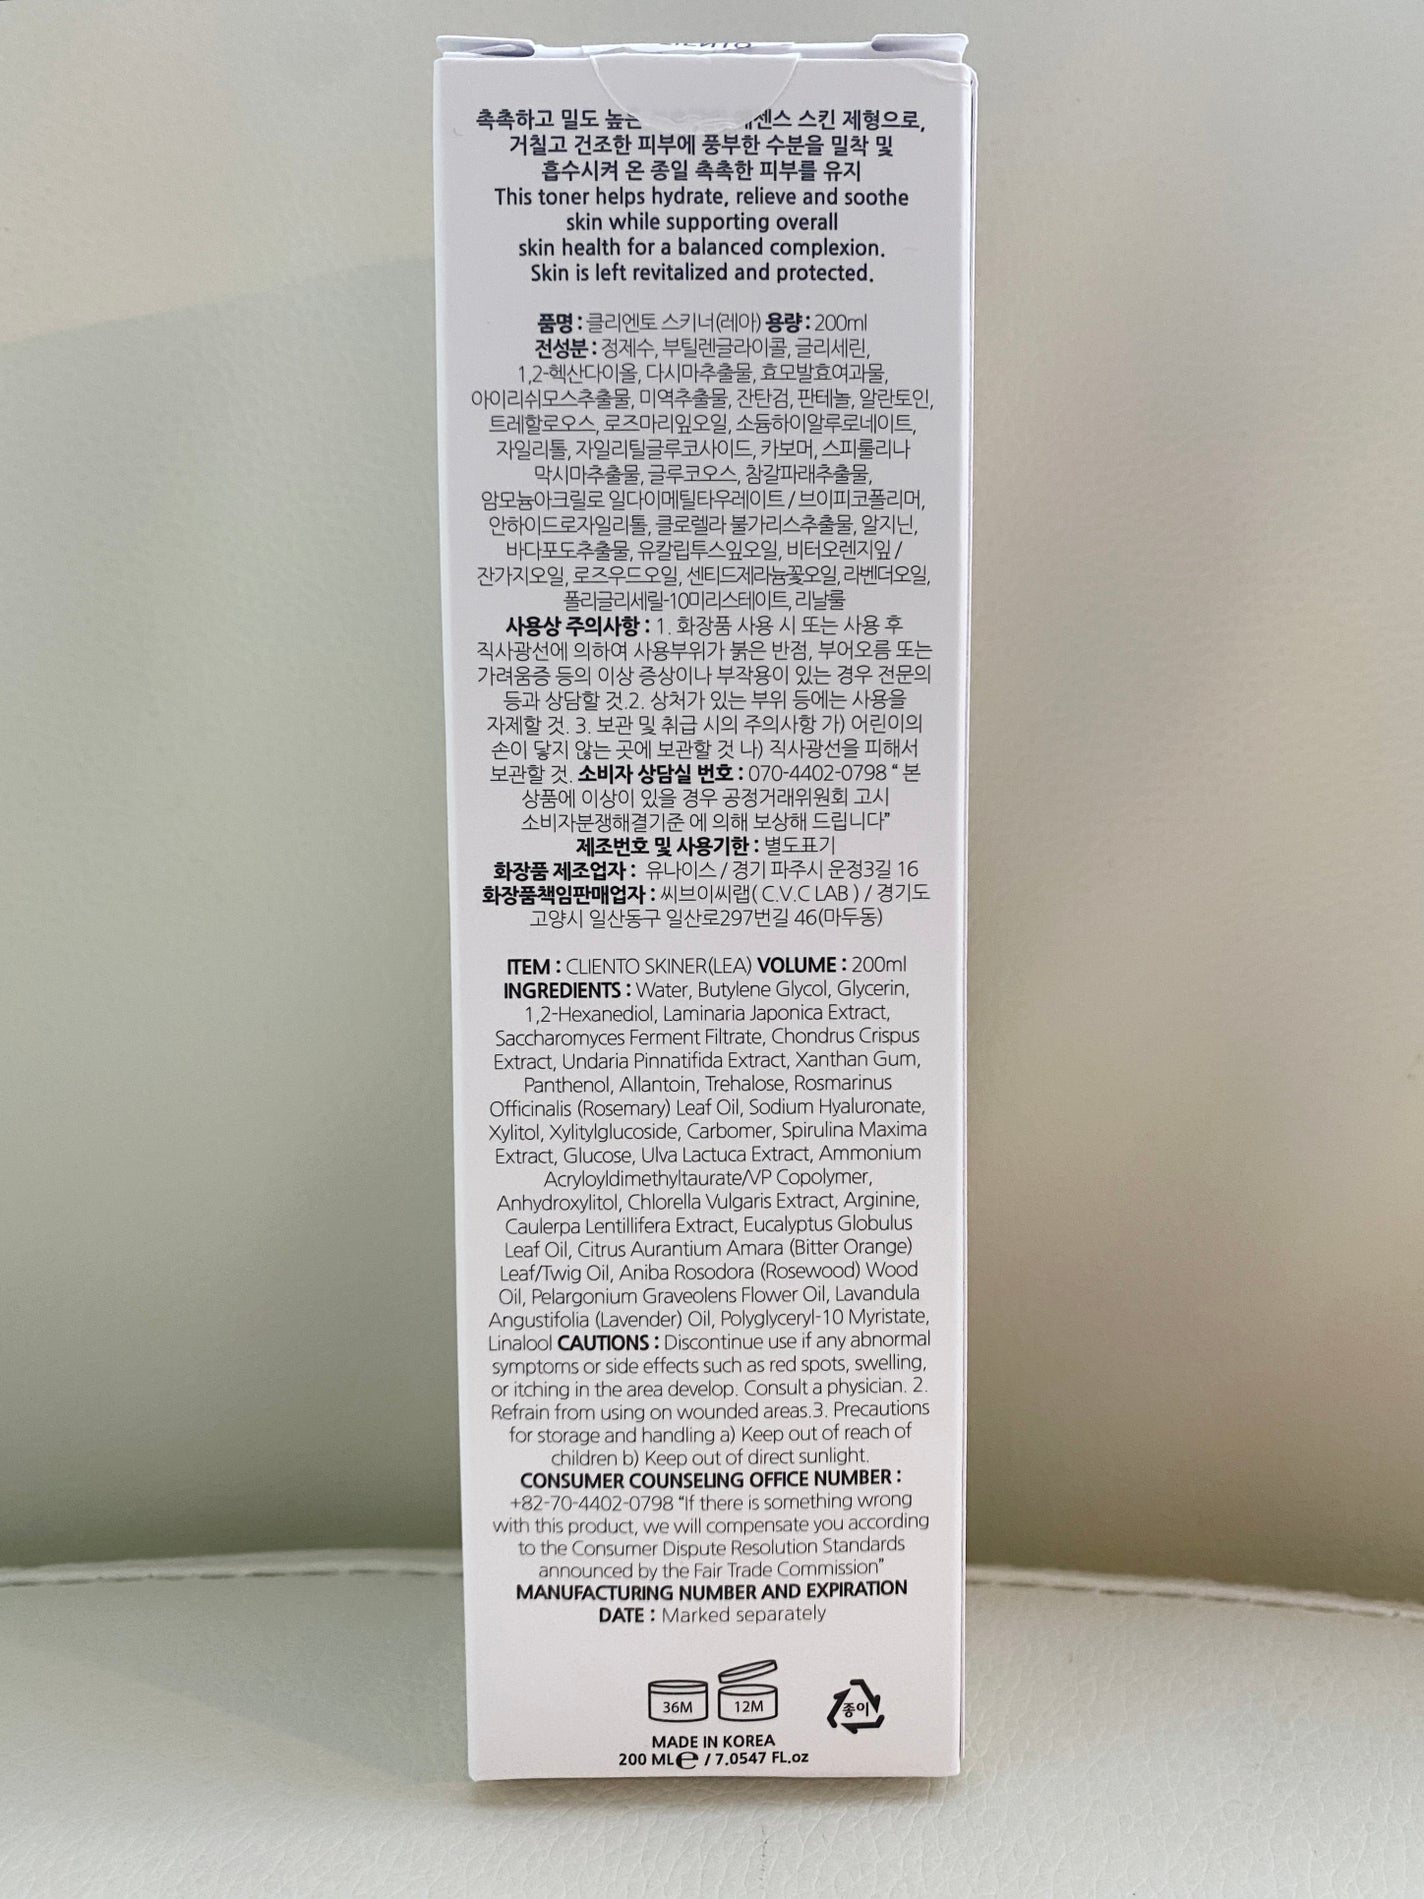 촉촉하고 밀도 높은 스킨 제형으로,
거칠고 건조한 피부에 풍부한 수분을 밀착 및
흡수시켜 온 종일 촉촉한 피부를 유지
This toner helps hydrate, relieve and soothe
skin while supporting overall
skin health for a balanced complexion.
Skin is left revitalized and protected.
품명 : 클리엔토 스키너(레아) 용량 : 200ml
전성분 : 정제수, 부틸렌글라이콜, 글리세린,
1,2-헥산다이올, 다시마추출물, 효모발효여과물,
아이리쉬모스추출물, 미역추출물, 잔탄검, 판테놀, 알란토인,
트레할로오스, 로즈마리잎오일, 소듐하이알루로네이트,
자일리톨, 자일리틸글루코사이드, 카보머, 스피룰리나
막시마추출물, 글루코오스, 참갈파래추출물,
암모늄아크릴로 일다이메틸타우레이트 / 브이피코폴리머,
안하이드로자일리톨, 클로렐라 불가리스추출물, 알지닌,
바다포도추출물, 유칼립투스잎오일, 비터오렌지잎 /
잔가지오일, 로즈우드오일, 센티드제라늄꽃오일, 라벤더오일,
폴리글리세릴-10미리스테이트, 리날룰
사용상 주의사항 : 1. 화장품 사용 시 또는 사용 후
직사광선에 의하여 사용부위가 붉은 반점, 부어오름 또는
가려움증 등의 이상 증상이나 부작용이 있는 경우 전문의
등과 상담할 것.2. 상처가 있는 부위 등에는 사용을
자제할 것. 3. 보관 및 취급 시의 주의사항 가) 어린이의
손이 닿지 않는 곳에 보관할 것 나) 직사광선을 피해서
보관할 것. 소비자 상담실 번호 : 070-4402-0798 “ 본
상품에 이상이 있을 경우 공정거래위원회 고시
소비자분쟁해결기준 에 의해 보상해 드립니다”
제조번호 및 사용기한 : 별도표기
화장품 제조업자 : 유나이스 / 경기 파주시 운정3길 16
화장품책임판매업자 : 씨브이씨랩( C.V.C LAB ) / 경기도
고양시 일산동구 일산로297번길 46(마두동)
ITEM : CLIENTO SKINER(LEA) VOLUME : 200ml
INGREDIENTS : Water, Butylene Glycol, Glycerin,
1,2-Hexanediol, Laminaria Japonica Extract,
Saccharomyces Ferment Filtrate, Chondrus Crispus
Extract, Undaria Pinnatifida Extract, Xanthan Gum,
Panthenol, Allantoin, Trehalose, Rosmarinus
Officinalis (Rosemary) Leaf Oil, Sodium Hyaluronate,
Xylitol, Xylitylglucoside, Carbomer, Spirulina Maxima
Extract, Glucose, Ulva Lactuca Extract, Ammonium
Acryloyldimethyltaurate/VP Copolymer,
Anhydroxylitol, Chlorella Vulgaris Extract, Arginine,
Caulerpa Lentillifera Extract, Eucalyptus Globulus
Leaf Oil, Citrus Aurantium Amara (Bitter Orange)
Leaf/Twig Oil, Aniba Rosodora (Rosewood) Wood
Oil, Pelargonium Graveolens Flower Oil, Lavandula
Angustifolia (Lavender) Oil, Polyglyceryl-10 Myristate,
Linalool CAUTIONS : Discontinue use if any abnormal
symptoms or side effects such as red spots, swelling,
or itching in the area develop. Consult a physician. 2.
Refrain from using on wounded areas.3. Precautions
for storage and handling a) Keep out of reach of
children b) Keep out of direct sunlight.
CONSUMER COUNSELING OFFICE NUMBER :
+82-70-4402-0798 “If there is something wrong
with this product, we will compensate you according
to the Consumer Dispute Resolution Standards
announced by the Fair Trade Commission”
MANUFACTURING NUMBER AND EXPIRATION
DATE : Marked separately
36M 12M 종이
MADE IN KOREA
200 ML ℮ / 7.0547 FL.oz